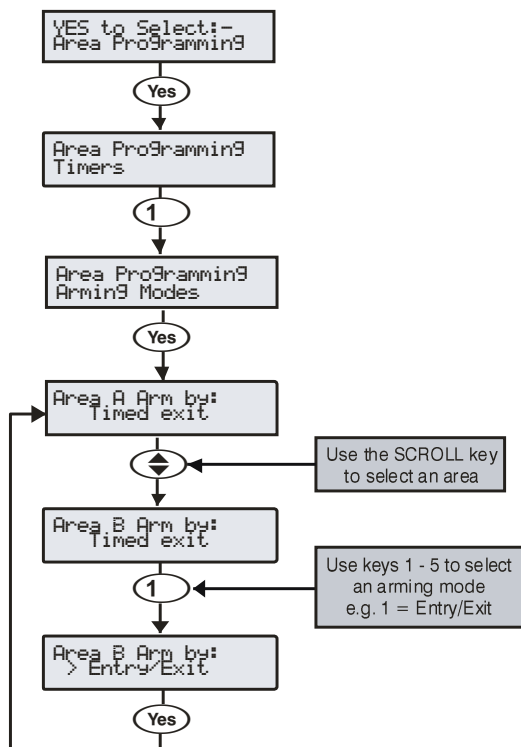 YES to Select:-
Area Programming
Yes
Area Programming
Timers
1
Area Programming
Arming Modes
Yes
Area A Arm by:
Timed exit
Use the SCROLL key
to select an area
Area B Arm by:
Timed exit
Use keys 1 - 5 to select
an arming mode
e.g. 1 = Entry/Exit
1
Area B Arm by:
> Entry/Exit
Yes